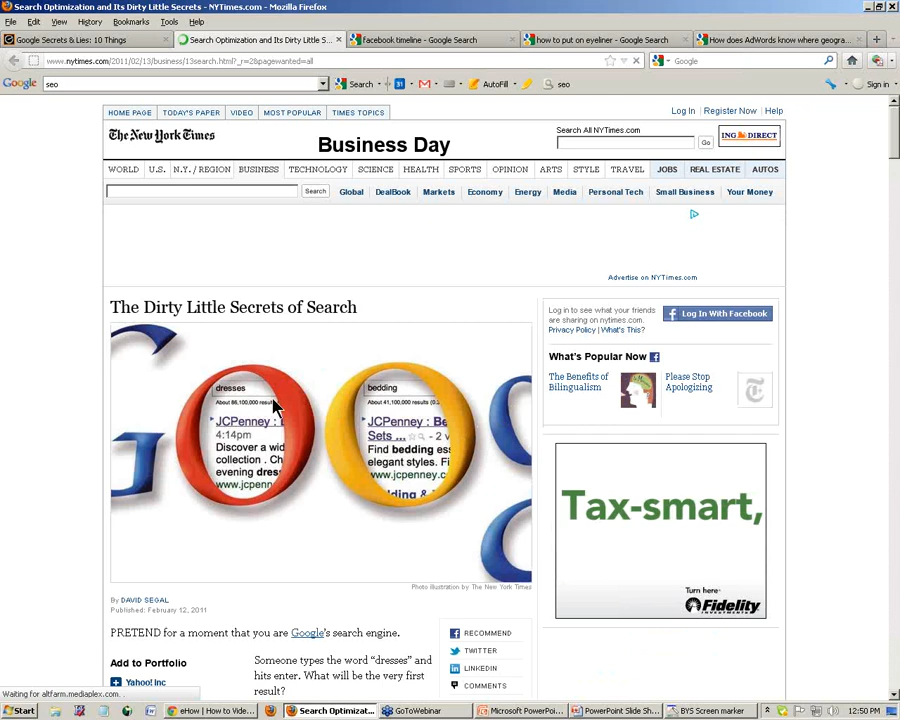 Search Optimization and Its Dirty Little Secrets - NYTimes.com - Mozilla Firefox
File Edit View History Bookmarks Tools Help
Google Secrets & Lies: 10 Things
Search Optimization and Its Dirty Little S...
facebook timeline - Google Search
how to put on eyeliner - Google Search
How does AdWords know where geogra...
www.nytimes.com/2011/02/13/business/13search.html?_r=2&pagewanted=all
Google
Google seo Search 31 AutoFill seo Sign in
HOME PAGE TODAY'S PAPER VIDEO MOST POPULAR TIMES TOPICS
Log In Register Now Help
The New York Times
Business Day
Search All NYTimes.com
Go
ING DIRECT
WORLD U.S. N.Y. / REGION BUSINESS TECHNOLOGY SCIENCE HEALTH SPORTS OPINION ARTS STYLE TRAVEL JOBS REAL ESTATE AUTOS
Search Global DealBook Markets Economy Energy Media Personal Tech Small Business Your Money
Advertise on NYTimes.com
The Dirty Little Secrets of Search
dresses
About 86,100,000 resul
JCPenney :
4:14pm
Discover a wid
collection . Ch
evening dres
www.jcpenn
bedding
About 41,100,000 results (0.
JCPenney : Be
Sets ... - 2 v
Find bedding ess
elegant styles. Fi
www.jcpenney.c
Photo illustration by The New York Times
By DAVID SEGAL
Published: February 12, 2011
PRETEND for a moment that you are Google's search engine.
Add to Portfolio
Yahoo! Inc
Someone types the word “dresses” and
hits enter. What will be the very first
result?
RECOMMEND
TWITTER
LINKEDIN
COMMENTS
Log in to see what your friends
are sharing on nytimes.com.
Privacy Policy | What's This?
Log In With Facebook
What's Popular Now
The Benefits of
Bilingualism
Please Stop
Apologizing
Tax-smart,
Turn here
Fidelity
INVESTMENTS
Waiting for altfarm.mediaplex.com...
Start
eHow | How to Vide...
Search Optimizat...
GoToWebinar
Microsoft PowerPoi...
PowerPoint Slide Sh...
BYS Screen marker
12:50 PM